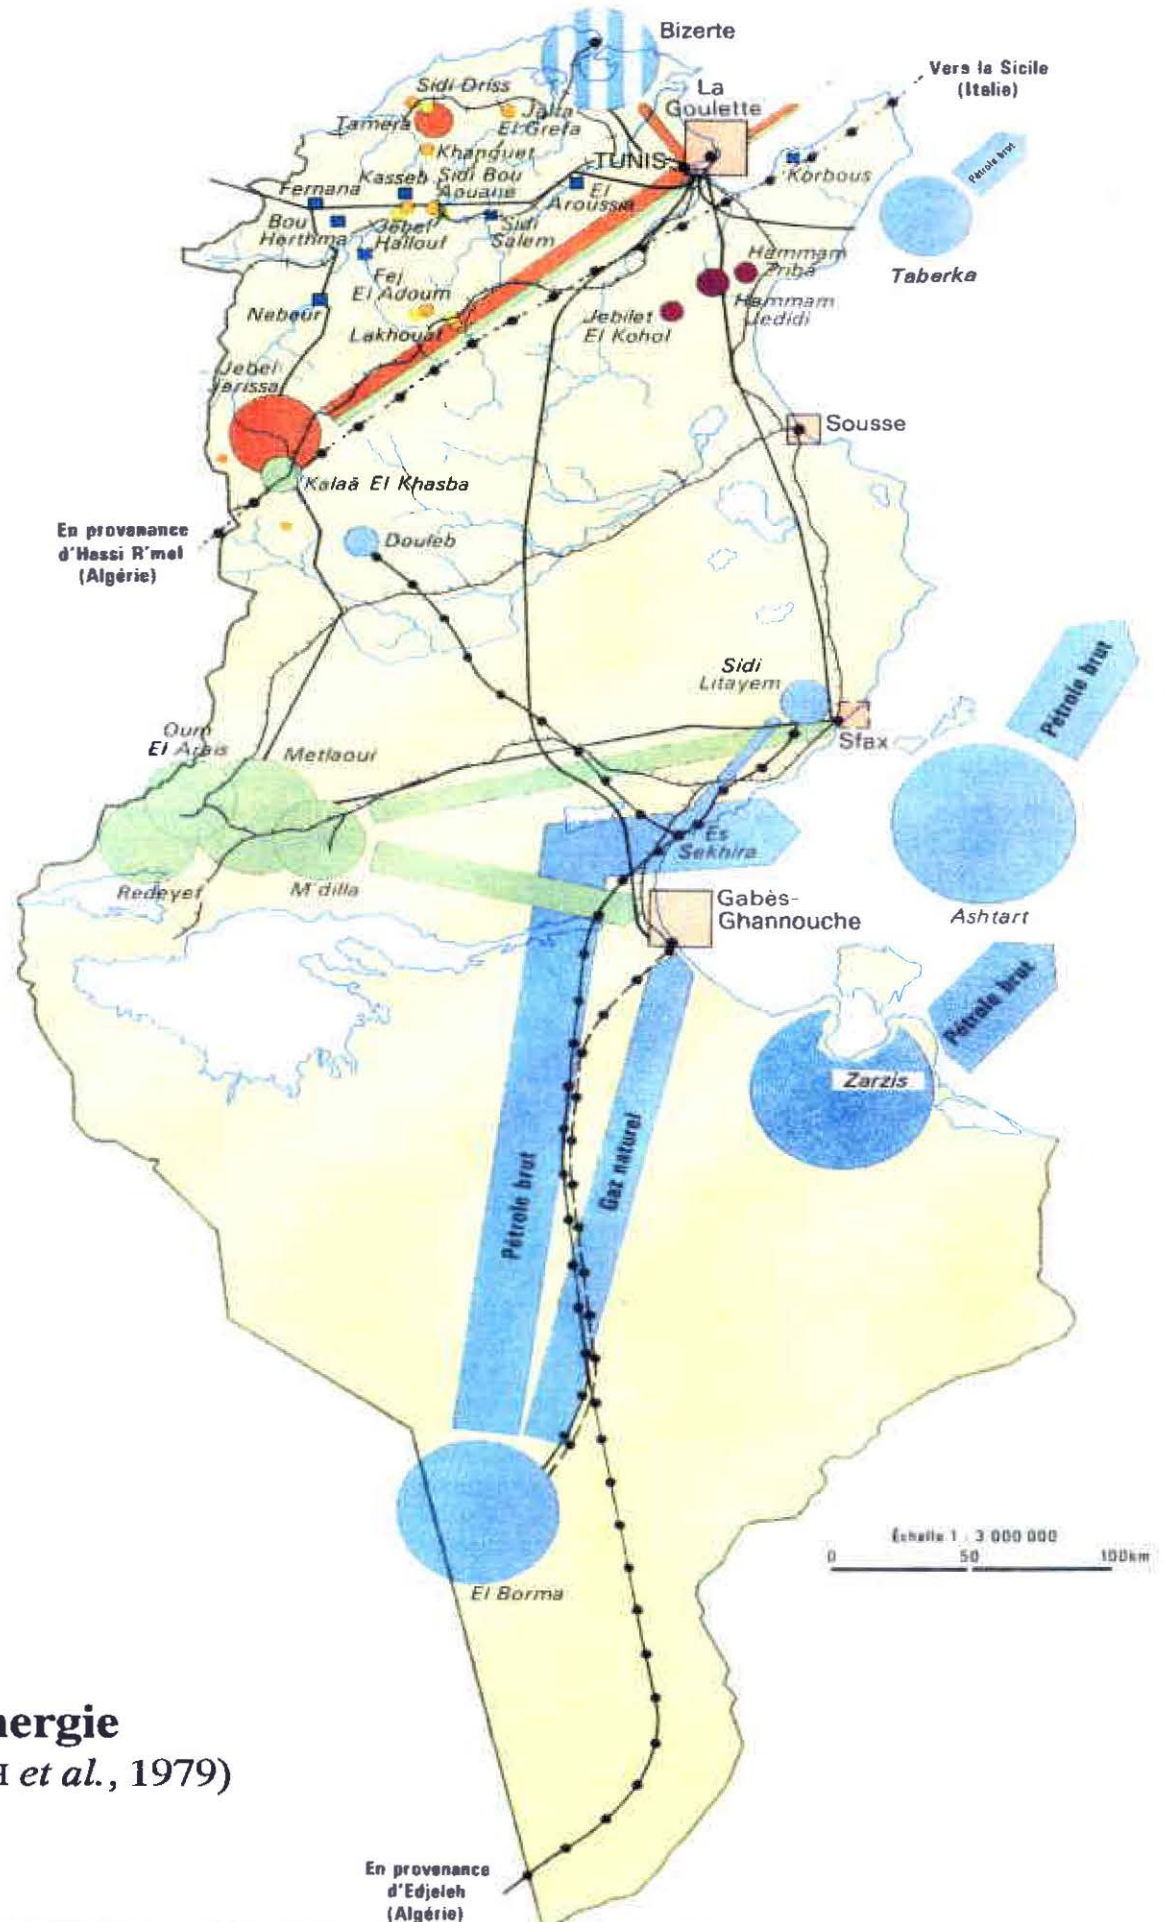 Bizerte
Vers la Sicile
(Italie)
Sidi Driss
La
Goulette
Jalta
El Grefa
Tamera
Pétrole brut
Khanguet
TUNIS
Kasseb
Sidi Bou
Aouane
Korbous
Fernana
El
Aroussia
Bou
Herthma
Jebel
Hallouf
Sidi
Salem
Hammam
Zriba
Taberka
Fej
El Adoum
Nebeur
Lakhouat
Jebilet
El Kohol
Hammam
Jedidi
Jebel
Jerissa
Sousse
Kalaâ El Khasba
En provenance
d'Hassi R'mel
(Algérie)
Douleb
Pétrole brut
Sidi
Litayem
Oum
El Araïs
Metlaoui
Sfax
Es
Sekhira
Redeyef
M'dilla
Gabès-
Ghannouche
Ashtart
Pétrole brut
Zarzis
Gaz naturel
Pétrole brut
Échelle 1 : 3 000 000
0 50 100km
El Borma
nergie
H et al., 1979)
En provenance
d'Edjeleh
(Algérie)